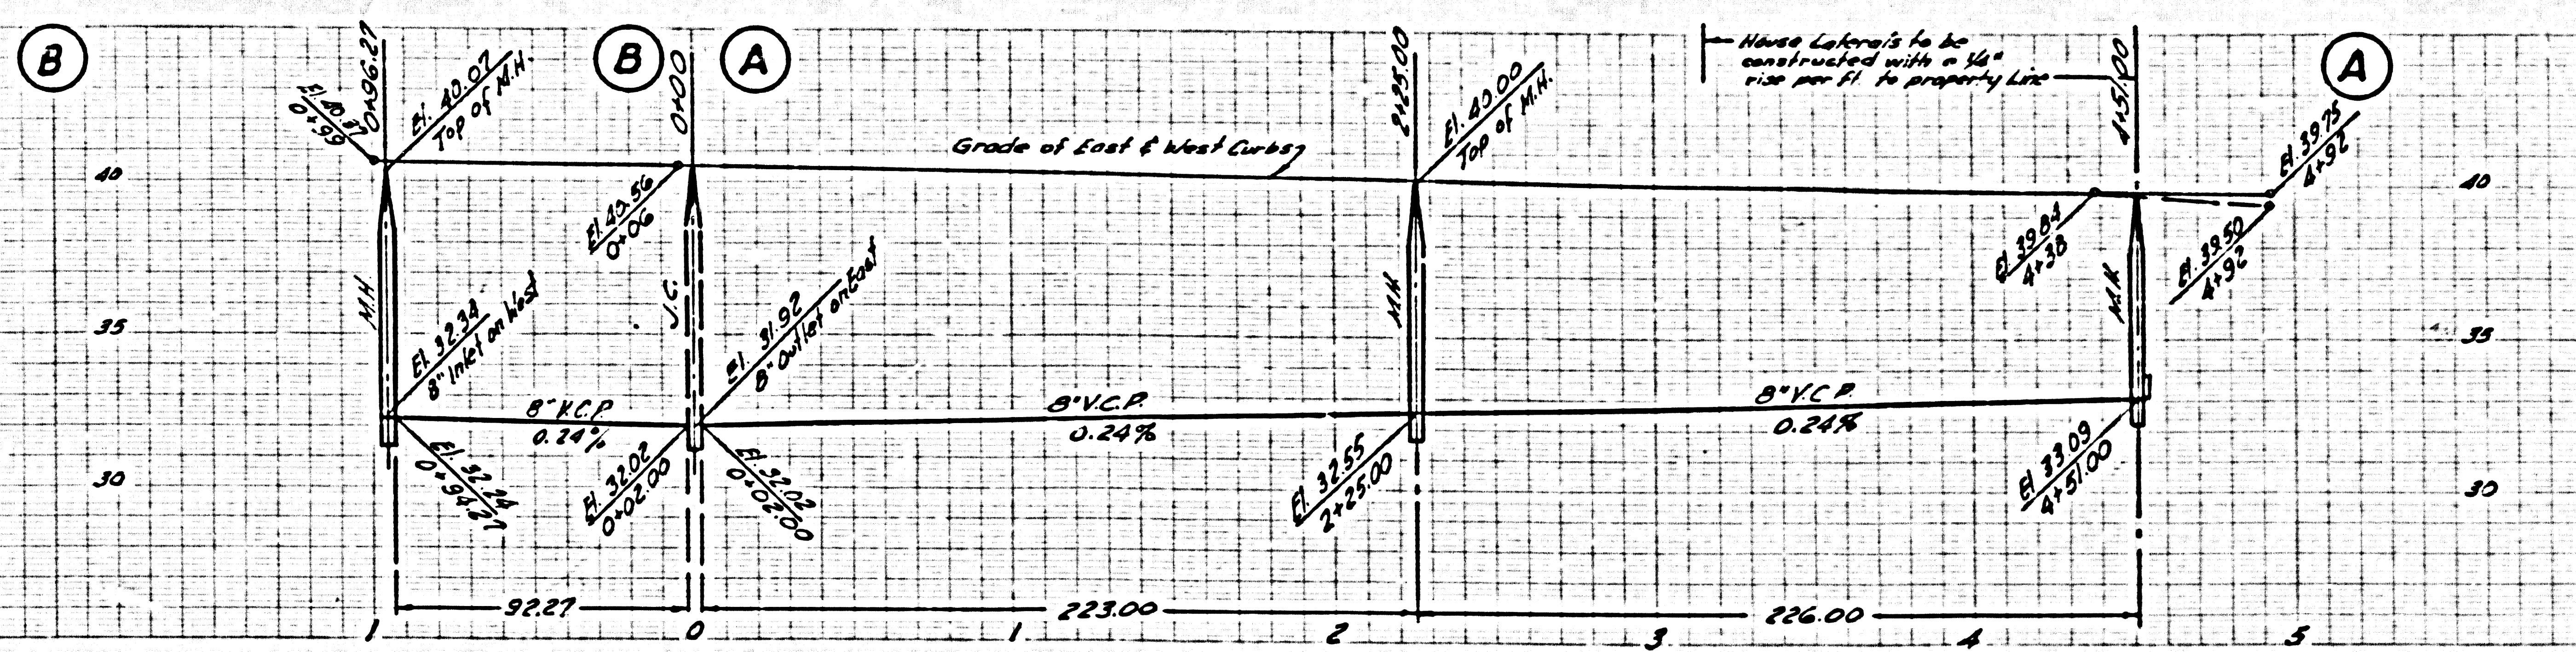 B
0+96.27
El. 40.07
Top of M.H.
0+99
B
0+00
A
2+25.00
El. 40.00
Top of M.H.
House Laterals to be
constructed with a 1/4"
rise per ft. to property Line
4+51.00
A
El. 39.75
4+92
Grade of East & West Curbs
40
40
El. 40.56
0+06
El. 39.84
4+38
El. 39.50
4+92
M.H.
J.C.
M.H.
M.H.
El. 32.34
8" Inlet on West
El. 31.92
8" Outlet on East
35
35
8" V.C.P.
0.24%
8" V.C.P.
0.24%
8" V.C.P.
0.24%
30
30
El. 32.24
0+94.27
El. 32.02
0+02.00
El. 32.02
0+02.00
El. 32.55
2+25.00
El. 33.09
4+51.00
92.27
223.00
226.00
1
0
1
2
3
4
5